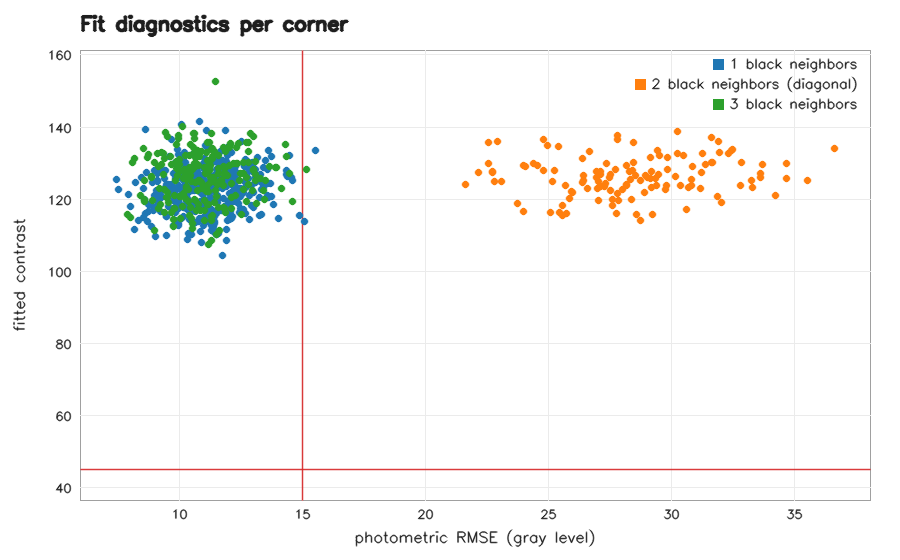 Fit diagnostics per corner
160
140
120
100
80
60
40
fitted contrast
1 black neighbors
2 black neighbors (diagonal)
3 black neighbors
10 15 20 25 30 35
photometric RMSE (gray level)